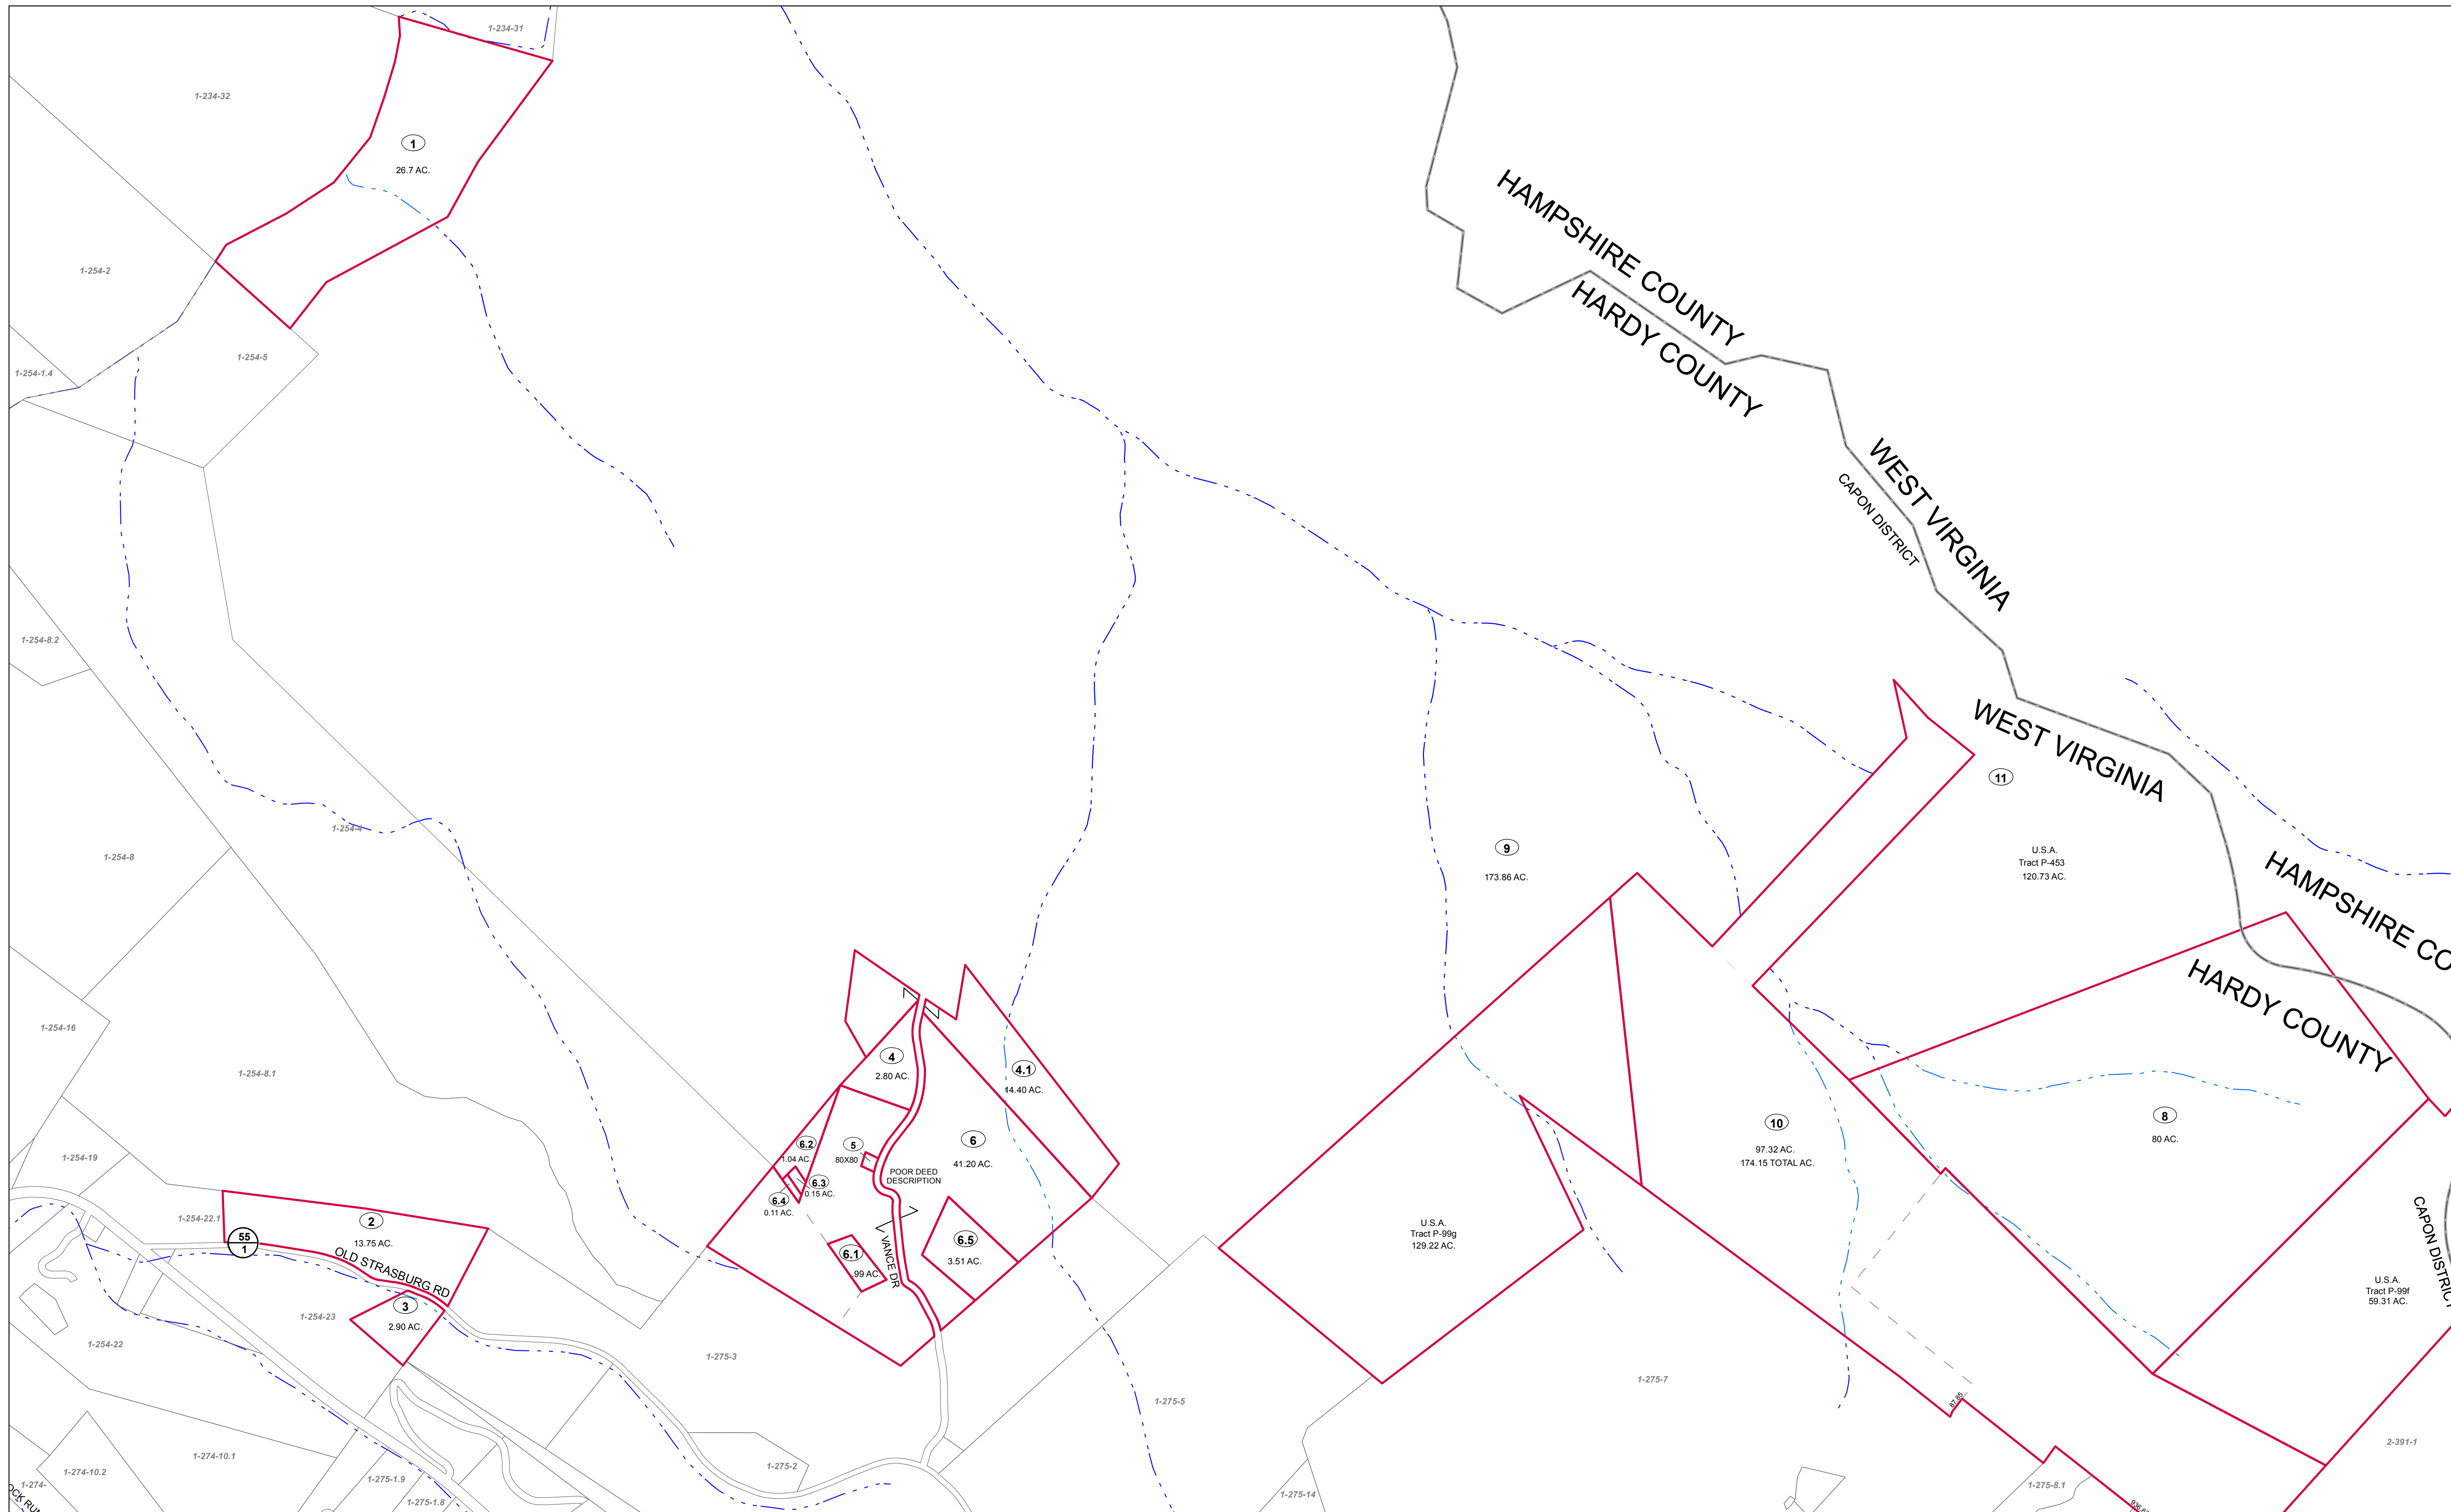 1-234-31
1-234-32
1
26.7 AC.
1-254-2
1-254-5
1-254-1.4
HAMPSHIRE COUNTY
HARDY COUNTY
WEST VIRGINIA
CAPON DISTRICT
1-254-8.2
1-254-4
1-254-8
WEST VIRGINIA
11
U.S.A.
Tract P-453
120.73 AC.
9
173.86 AC.
HAMPSHIRE CO
HARDY COUNTY
1-254-16
1-254-8.1
4
2.80 AC.
4.1
14.40 AC.
10
97.32 AC.
174.15 TOTAL AC.
8
80 AC.
6.2
1.04 AC.
5
80X80
6
41.20 AC.
POOR DEED
DESCRIPTION
6.3
0.15 AC.
6.4
0.11 AC.
1-254-19
1-254-22.1
55
1
2
13.75 AC.
OLD STRASBURG RD
6.1
.99 AC.
VANCE DR
6.5
3.51 AC.
U.S.A.
Tract P-99g
129.22 AC.
CAPON DISTRICT
U.S.A.
Tract P-99f
59.31 AC.
3
2.90 AC.
1-254-23
1-254-22
1-275-3
1-275-5
1-275-7
87.85
2-391-1
1-274-10.1
1-274-10.2
1-274-
1-275-1.9
1-275-1.8
1-275-2
1-275-14
1-275-8.1
OCK RUN